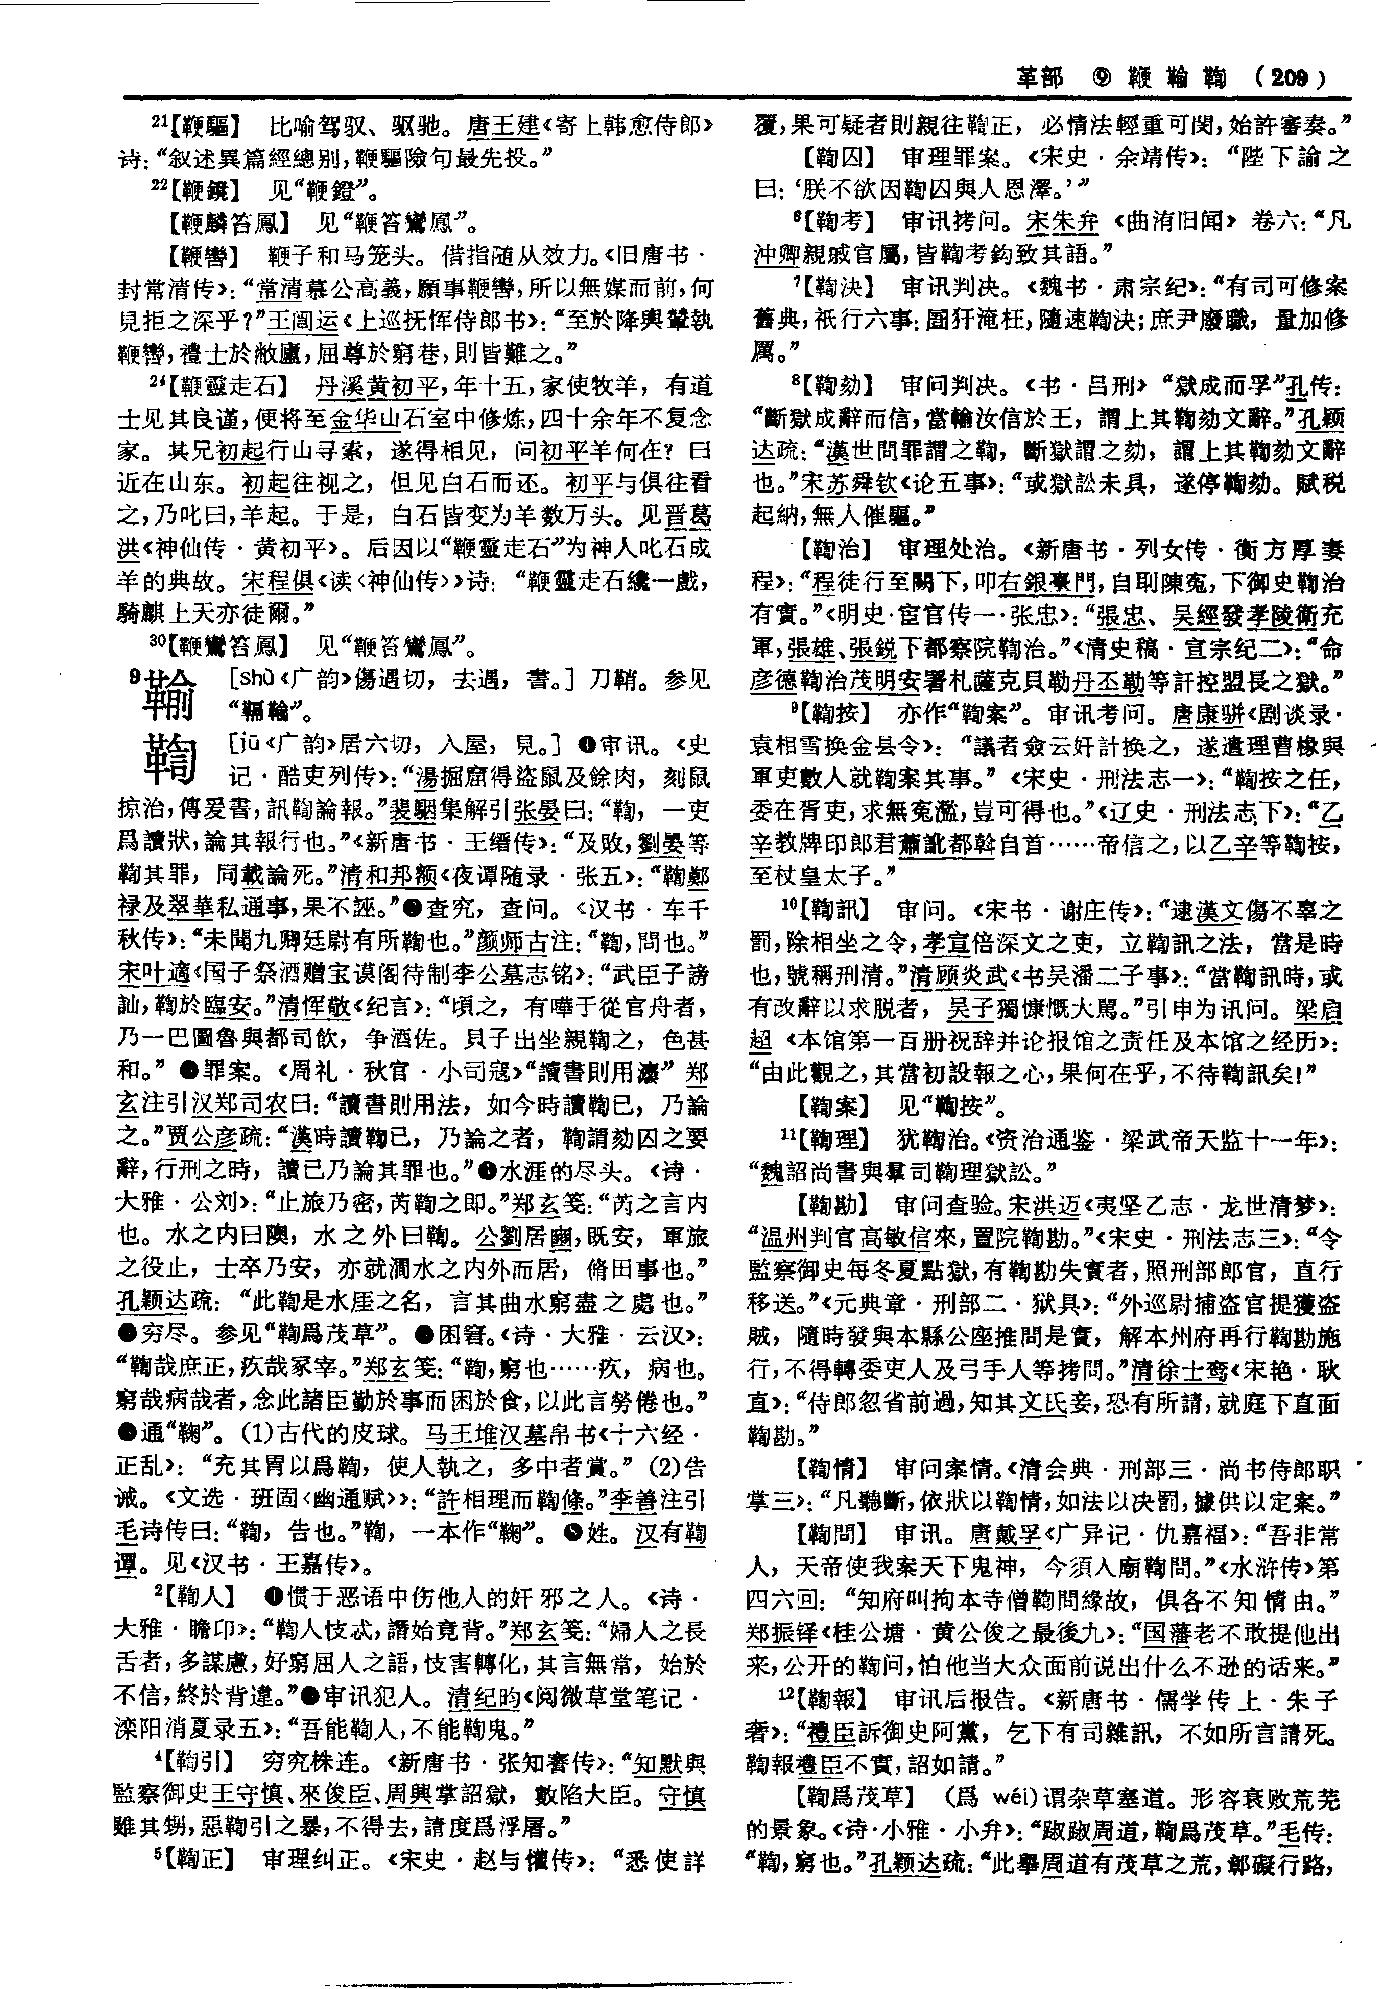 革部 ⑨ 鞭 鞧 鞫 (209)
²¹【鞭驅】 比喻驾驭、驱驰。唐王建《寄上韩愈侍郎》
诗：“叙述異篇經總别，鞭驅險句最先投。”
²²【鞭鐙】 见“鞭鐙”。
【鞭麟笞鳳】 见“鞭笞鸞鳳”。
【鞭轡】 鞭子和马笼头。借指随从效力。《旧唐书·
封常清传》：“常清慕公高義，願事鞭轡，所以無媒而前，何
見拒之深乎？”王闿运《上巡抚恽侍郎书》：“至於降輿輦執
鞭轡，禮士於敝廬，屈尊於窮巷，則皆難之。”
²⁴【鞭靈走石】 丹溪黄初平，年十五，家使牧羊，有道
士见其良谨，便将至金华山石室中修炼，四十余年不复念
家。其兄初起行山寻索，遂得相见，问初平羊何在？曰
近在山东。初起往视之，但见白石而还。初平与俱往看
之，乃叱曰，羊起。于是，白石皆变为羊数万头。见晋葛
洪《神仙传·黄初平》。后因以“鞭靈走石”为神人叱石成
羊的典故。宋程俱《读〈神仙传〉》诗：“鞭靈走石纔一戲，
騎麒上天亦徒爾。”
³⁰【鞭鸞笞鳳】 见“鞭笞鸞鳳”。
⁹ [shù《广韵》傷遇切，去遇，書。] 刀鞘。参见
鞫 [jū《广韵》居六切，入屋，見。] ❶审讯。《史
记·酷吏列传》：“湯掘窟得盜鼠及餘肉，劾鼠
掠治，傳爰書，訊鞫論報。”裴駰集解引张晏曰：“鞫，一吏
爲讀狀，論其報行也。”《新唐书·王缙传》：“及败，劉晏等
鞫其罪，同載論死。”清和邦额《夜谭随录·张五》：“鞫鄭
禄及翠華私通事，果不誣。”❷查究，查问。《汉书·车千
秋传》：“未聞九卿廷尉有所鞫也。”颜师古注：“鞫，問也。”
宋叶適《国子祭酒赠宝谟阁待制李公墓志铭》：“武臣子謗
訕，鞫於臨安。”清恽敬《纪言》：“頃之，有嘩于從官舟者，
乃一巴圖魯與都司飲，争酒佐。貝子出坐親鞫之，色甚
和。” ❸罪案。《周礼·秋官·小司寇》“讀書則用灋” 郑
玄注引汉郑司农曰：“讀書則用法，如今時讀鞫已，乃論
之。”贾公彦疏：“漢時讀鞫已，乃論之者，鞫謂劾囚之要
辭，行刑之時，讀已乃論其罪也。”❹水涯的尽头。《诗·
大雅·公刘》：“止旅乃密，芮鞫之即。”郑玄笺：“芮之言内
也。水之内曰隩，水之外曰鞫。公劉居豳，既安，軍旅
之役止，士卒乃安，亦就澗水之内外而居，脩田事也。”
孔颖达疏：“此鞫是水厓之名，言其曲水窮盡之處也。”
❺穷尽。参见“鞫爲茂草”。❻困窘。《诗·大雅·云汉》：
“鞫哉庶正，疚哉冢宰。”郑玄笺：“鞫，窮也……疚，病也。
窮哉病哉者，念此諸臣勤於事而困於食，以此言勞倦也。”
❼通“鞠”。(1)古代的皮球。马王堆汉墓帛书《十六经·
正乱》：“充其胃以爲鞫，使人執之，多中者賞。” (2)告
诫。《文选·班固〈幽通赋〉》：“許相理而鞫條。”李善注引
毛诗传曰：“鞫，告也。”鞫，一本作“鞠”。❽姓。汉有鞫
谭。见《汉书·王嘉传》。
²【鞫人】 ❶惯于恶语中伤他人的奸邪之人。《诗·
大雅·瞻卬》：“鞫人忮忒，譖始竟背。”郑玄笺：“婦人之長
舌者，多謀慮，好窮屈人之語，忮害轉化，其言無常，始於
不信，終於背違。”❷审讯犯人。清纪昀《阅微草堂笔记·
滦阳消夏录五》：“吾能鞫人，不能鞫鬼。”
⁴【鞫引】 穷究株连。《新唐书·张知謇传》：“知默與
監察御史王守慎、來俊臣、周興掌詔獄，數陷大臣。守慎
雖其甥，惡鞫引之暴，不得去，請度爲浮屠。”
⁵【鞫正】 审理纠正。《宋史·赵与懽传》：“悉使詳
覆，果可疑者則親往鞫正，必情法輕重可閔，始許審奏。”
【鞫囚】 审理罪案。《宋史·余靖传》：“陛下諭之
曰：‘朕不欲因鞫囚與人恩澤。’”
⁶【鞫考】 审讯拷问。宋朱弁《曲洧旧闻》卷六：“凡
沖卿親戚官屬，皆鞫考鈎致其語。”
⁷【鞫決】 审讯判决。《魏书·肃宗纪》：“有司可修案
舊典，祇行六事：圄犴淹枉，隨速鞫決；庶尹廢職，量加修
厲。”
⁸【鞫劾】 审问判决。《书·吕刑》“獄成而孚”孔传：
“斷獄成辭而信，當輸汝信於王，謂上其鞫劾文辭。”孔颖
达疏：“漢世問罪謂之鞫，斷獄謂之劾，謂上其鞫劾文辭
也。”宋苏舜钦《论五事》：“或獄訟未具，遂停鞫劾。賦税
起納，無人催驅。”
【鞫治】 审理处治。《新唐书·列女传·衡方厚妻
程》：“程徒行至闕下，叩右銀臺門，自刵陳寃，下御史鞫治
有實。”《明史·宦官传一·张忠》：“張忠、吴經發孝陵衛充
軍，張雄、張鋭下都察院鞫治。”《清史稿·宣宗纪二》：“命
彦德鞫治茂明安署札薩克貝勒丹丕勒等訐控盟長之獄。”
⁹【鞫按】 亦作“鞫案”。审讯考问。唐康骈《剧谈录·
袁相雪换金县令》：“議者僉云奸計换之，遂遣理曹掾與
軍吏數人就鞫案其事。”《宋史·刑法志一》：“鞫按之任，
委在胥吏，求無寃濫，豈可得也。”《辽史·刑法志下》：“乙
辛教牌印郎君蕭訛都斡自首……帝信之，以乙辛等鞫按，
至杖皇太子。”
¹⁰【鞫訊】 审问。《宋书·谢庄传》：“逮漢文傷不辜之
罰，除相坐之令，孝宣倍深文之吏，立鞫訊之法，當是時
也，號稱刑清。”清顾炎武《书吴潘二子事》：“當鞫訊時，或
有改辭以求脱者，吴子獨慷慨大駡。”引申为讯问。梁启
超《本馆第一百册祝辞并论报馆之责任及本馆之经历》：
“由此觀之，其當初設報之心，果何在乎，不待鞫訊矣！”
【鞫案】 见“鞫按”。
¹¹【鞫理】 犹鞫治。《资治通鉴·梁武帝天监十一年》：
“魏詔尚書與羣司鞫理獄訟。”
【鞫勘】 审问查验。宋洪迈《夷坚乙志·龙世清梦》：
“温州判官高敏信來，置院鞫勘。”《宋史·刑法志三》：“令
監察御史每冬夏點獄，有鞫勘失實者，照刑部郎官，直行
移送。”《元典章·刑部二·狱具》：“外巡尉捕盜官提獲盜
賊，隨時發與本縣公座推問是實，解本州府再行鞫勘施
行，不得轉委吏人及弓手人等拷問。”清徐士鸾《宋艳·耿
直》：“侍郎忽省前過，知其文氏妾，恐有所請，就庭下直面
鞫勘。”
【鞫情】 审问案情。《清会典·刑部三·尚书侍郎职
掌三》：“凡聽斷，依狀以鞫情，如法以决罰，據供以定案。”
【鞫問】 审讯。唐戴孚《广异记·仇嘉福》：“吾非常
人，天帝使我案天下鬼神，今須入廟鞫問。”《水浒传》第
四六回：“知府叫拘本寺僧鞫問緣故，俱各不知情由。”
郑振铎《桂公塘·黄公俊之最後九》：“国藩老不敢提他出
来，公开的鞫问，怕他当大众面前说出什么不逊的话来。”
¹²【鞫報】 审讯后报告。《新唐书·儒学传上·朱子
奢》：“禮臣訴御史阿黨，乞下有司雜訊，不如所言請死。
鞫報禮臣不實，詔如請。”
【鞫爲茂草】 (爲 wéi)谓杂草塞道。形容衰败荒芜
的景象。《诗·小雅·小弁》：“踧踧周道，鞫爲茂草。”毛传：
“鞫，窮也。”孔颖达疏：“此舉周道有茂草之荒，鄣礙行路，